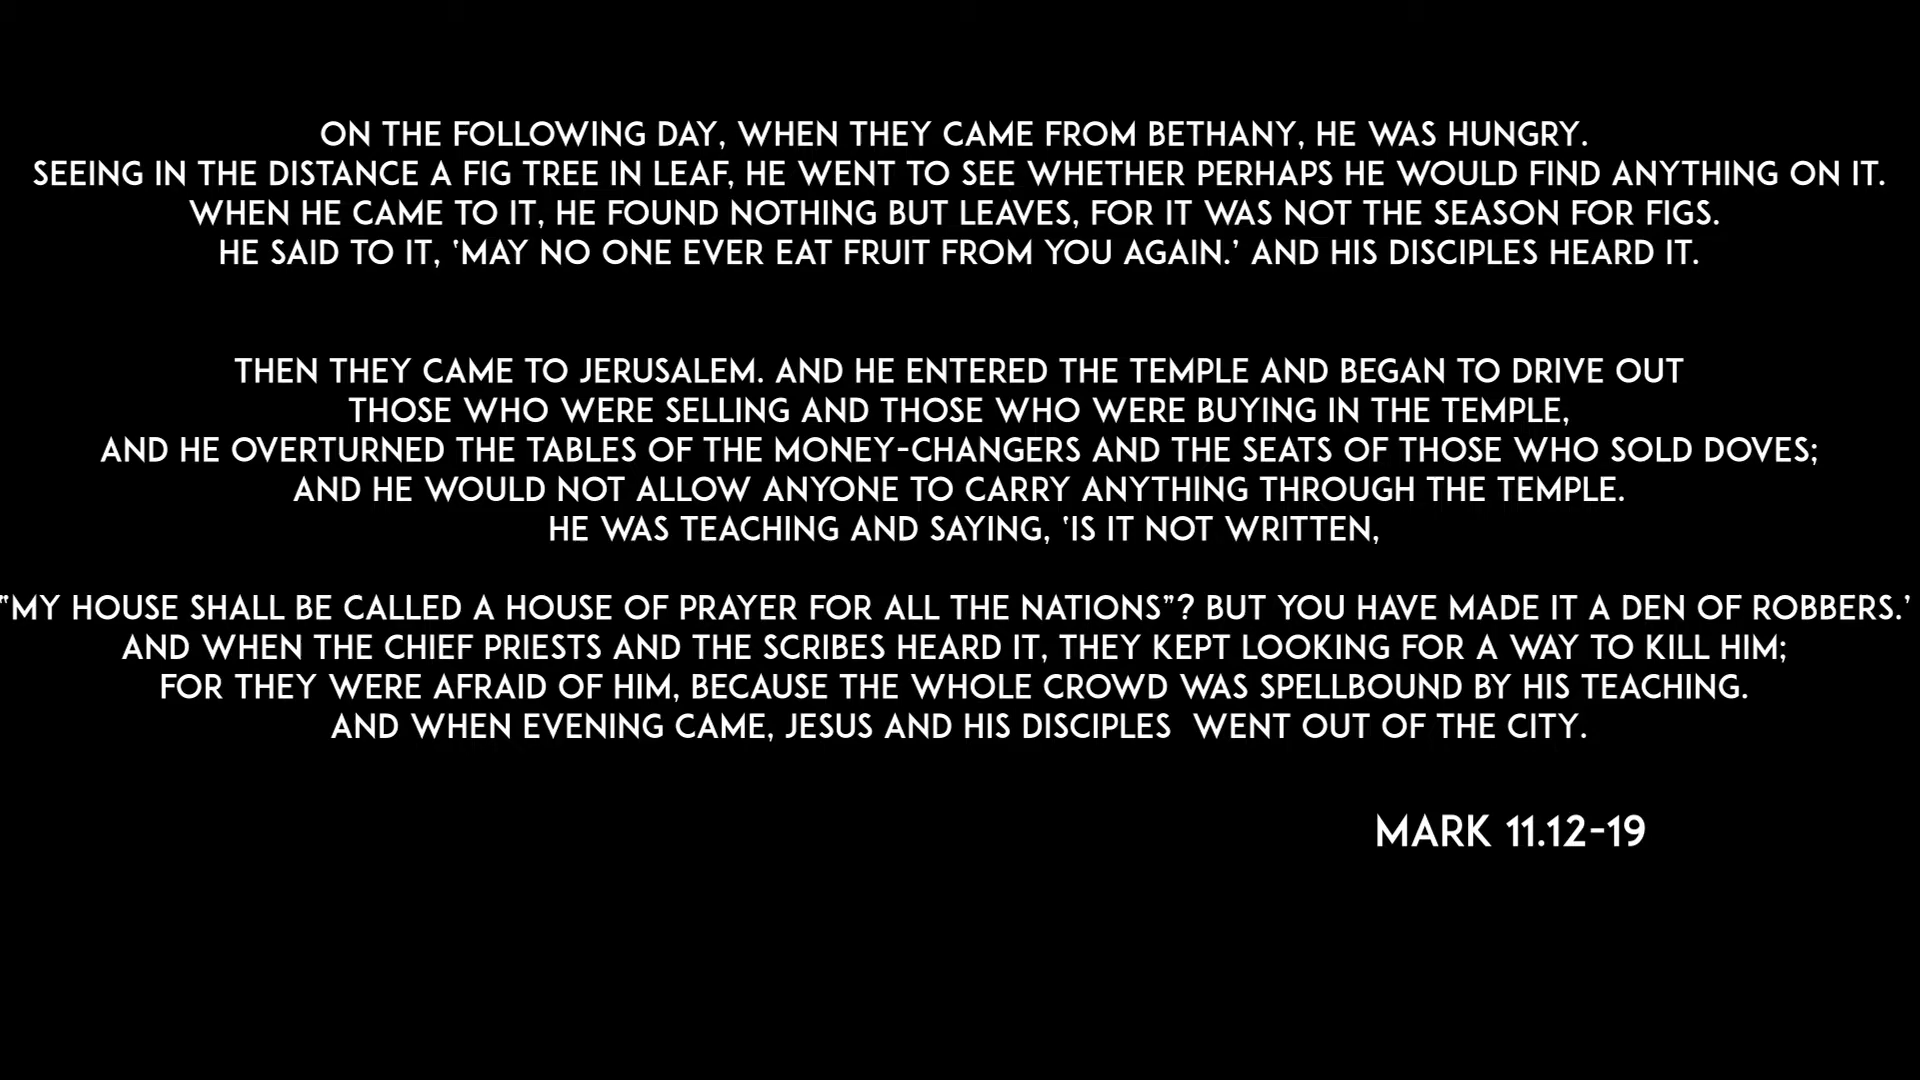 ON THE FOLLOWING DAY, WHEN THEY CAME FROM BETHANY, HE WAS HUNGRY.
SEEING IN THE DISTANCE A FIG TREE IN LEAF, HE WENT TO SEE WHETHER PERHAPS HE WOULD FIND ANYTHING ON IT.
WHEN HE CAME TO IT, HE FOUND NOTHING BUT LEAVES, FOR IT WAS NOT THE SEASON FOR FIGS.
HE SAID TO IT, ‘MAY NO ONE EVER EAT FRUIT FROM YOU AGAIN.’ AND HIS DISCIPLES HEARD IT.
THEN THEY CAME TO JERUSALEM. AND HE ENTERED THE TEMPLE AND BEGAN TO DRIVE OUT
THOSE WHO WERE SELLING AND THOSE WHO WERE BUYING IN THE TEMPLE,
AND HE OVERTURNED THE TABLES OF THE MONEY-CHANGERS AND THE SEATS OF THOSE WHO SOLD DOVES;
AND HE WOULD NOT ALLOW ANYONE TO CARRY ANYTHING THROUGH THE TEMPLE.
HE WAS TEACHING AND SAYING, ‘IS IT NOT WRITTEN,
“MY HOUSE SHALL BE CALLED A HOUSE OF PRAYER FOR ALL THE NATIONS”? BUT YOU HAVE MADE IT A DEN OF ROBBERS.’
AND WHEN THE CHIEF PRIESTS AND THE SCRIBES HEARD IT, THEY KEPT LOOKING FOR A WAY TO KILL HIM;
FOR THEY WERE AFRAID OF HIM, BECAUSE THE WHOLE CROWD WAS SPELLBOUND BY HIS TEACHING.
AND WHEN EVENING CAME, JESUS AND HIS DISCIPLES  WENT OUT OF THE CITY.
MARK 11.12-19